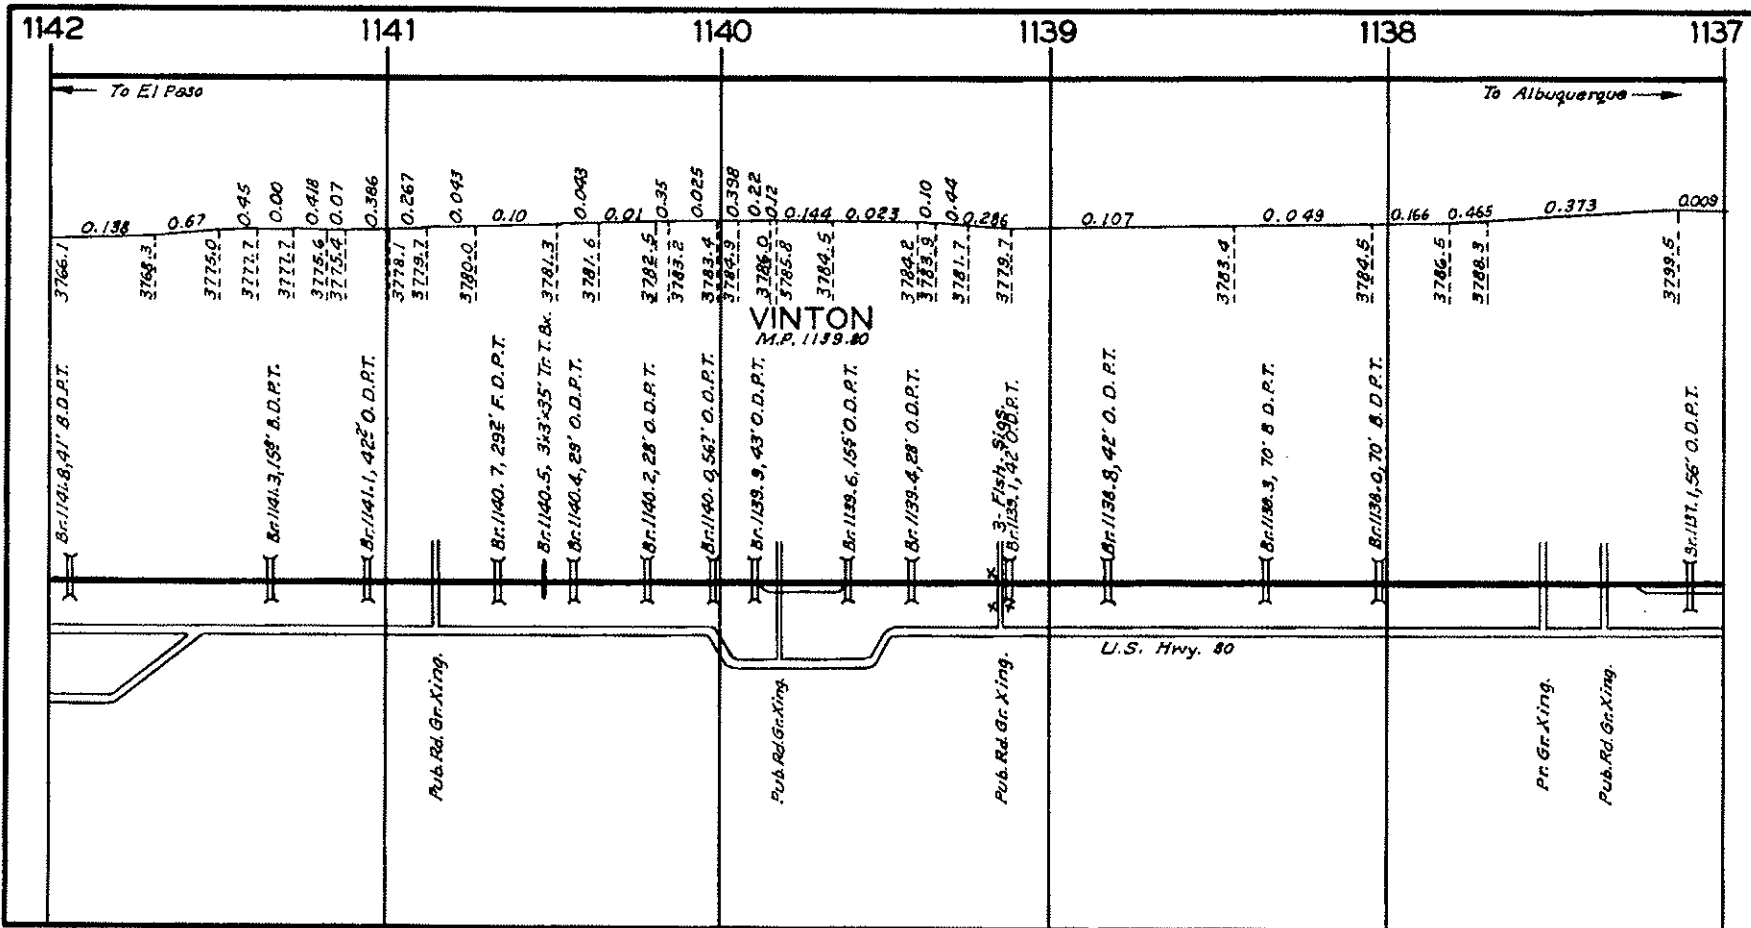 1142 1141 1140 1139 1138 1137
To El Paso
To Albuquerque
0.138
0.67
0.45
0.00
0.418
0.07
0.386
0.267
0.043
0.10
0.043
0.01
0.35
0.025
0.398
0.22
0.12
0.144
0.023
0.10
0.44
0.286
0.107
0.049
0.166
0.465
0.373
0.009
3766.1
3768.3
3775.0
3777.7
3777.7
3775.6
3775.4
3778.1
3779.7
3780.0
3781.3
3781.6
3782.5
3783.2
3783.4
3784.9
3786.0
3785.8
3784.5
3784.2
3783.9
3781.7
3779.7
3783.4
3784.5
3786.5
3788.3
3799.5
VINTON
M.P. 1139.80
Br. 1141.8, 41' B.D.P.T.
Br. 1141.3, 15⁸' B.D.P.T.
Br. 1141.1, 42²' O.D.P.T.
Br. 1140.7, 29²' F.D.P.T.
Br. 1140.5, 3'x3'x35' Tr. T. Bx.
Br. 1140.4, 29' O.D.P.T.
Br. 1140.2, 28' O.D.P.T.
Br. 1140.0, 56⁷' O.D.P.T.
Br. 1139.9, 43' O.D.P.T.
Br. 1139.6, 15⁵' O.D.P.T.
Br. 1139.4, 28' O.D.P.T.
3-Flsh. Sigs.
Br. 1139.1, 42' O.D.P.T.
Br. 1138.8, 42' O.D.P.T.
Br. 1138.3, 70' B.D.P.T.
Br. 1138.0, 70' B.D.P.T.
Br. 1137.1, 56' O.D.P.T.
U.S. Hwy. 80
Pub. Rd. Gr. Xing.
Pub. Rd. Gr. Xing.
Pub. Rd. Gr. Xing.
Pr. Gr. Xing.
Pub. Rd. Gr. Xing.